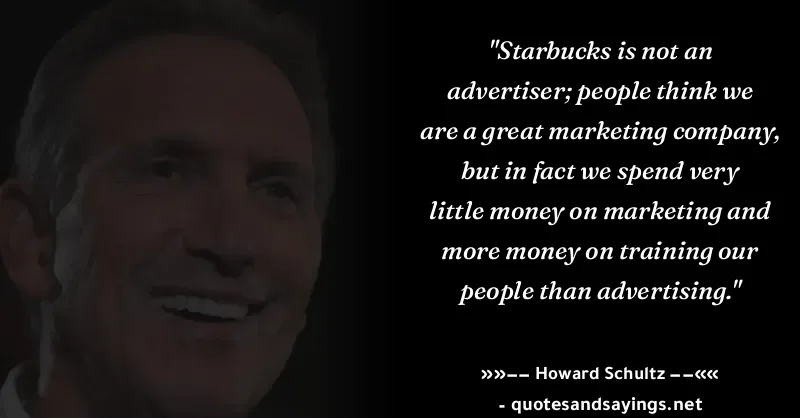 "Starbucks is not an
advertiser; people think we
are a great marketing company,
but in fact we spend very
little money on marketing and
more money on training our
people than advertising."
»»–– Howard Schultz ––««
- quotesandsayings.net